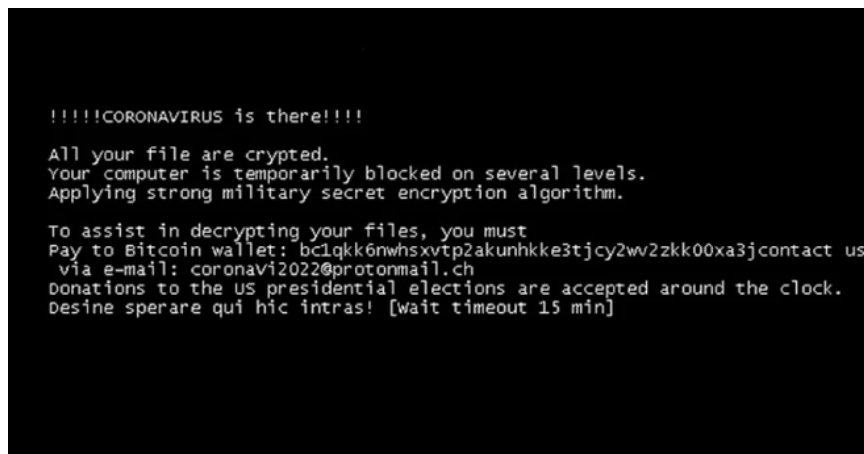 !!!!!CORONAVIRUS is there!!!!
All your file are crypted.
Your computer is temporarily blocked on several levels.
Applying strong military secret encryption algorithm.
To assist in decrypting your files, you must
Pay to Bitcoin wallet: bc1qkk6nwhsxvtp2akunhkke3tjcy2wv2zkk00xa3jcontact us
via e-mail: coronaVi2022@protonmail.ch
Donations to the US presidential elections are accepted around the clock.
Desine sperare qui hic intras! [Wait timeout 15 min]